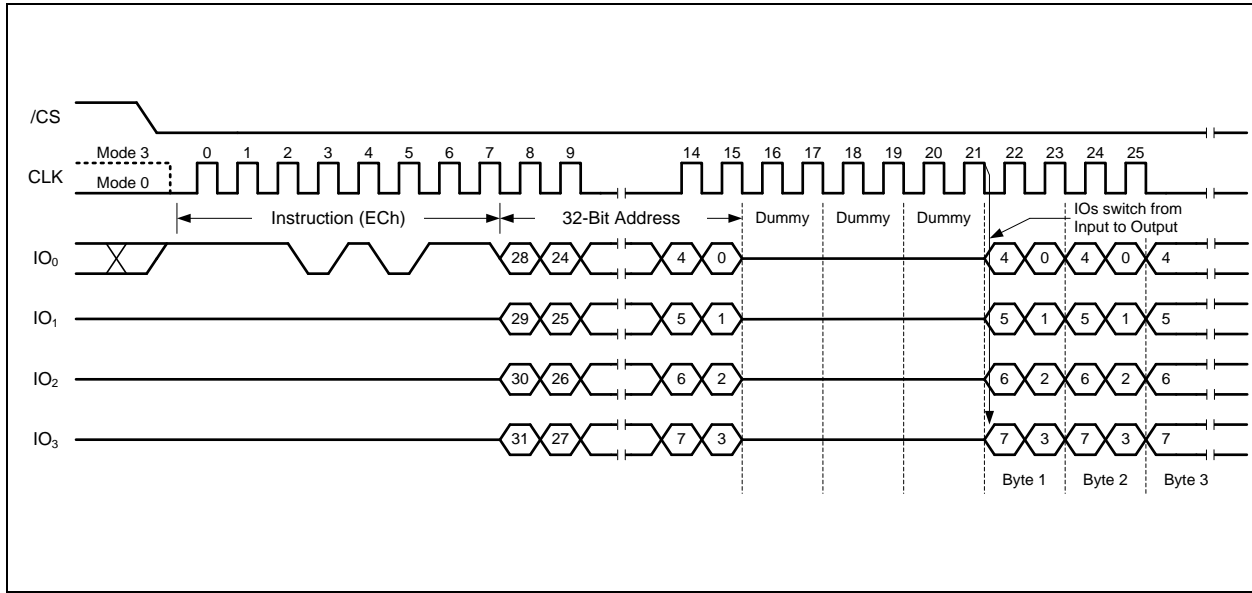 /CS
Mode 3 0 1 2 3 4 5 6 7 8 9 14 15 16 17 18 19 20 21 22 23 24 25
CLK
Mode 0
Instruction (ECh) 32-Bit Address Dummy Dummy Dummy IOs switch from
Input to Output
IO₀ 28 24 4 0 4 0 4 0 4
IO₁ 29 25 5 1 5 1 5 1 5
IO₂ 30 26 6 2 6 2 6 2 6
IO₃ 31 27 7 3 7 3 7 3 7
Byte 1 Byte 2 Byte 3